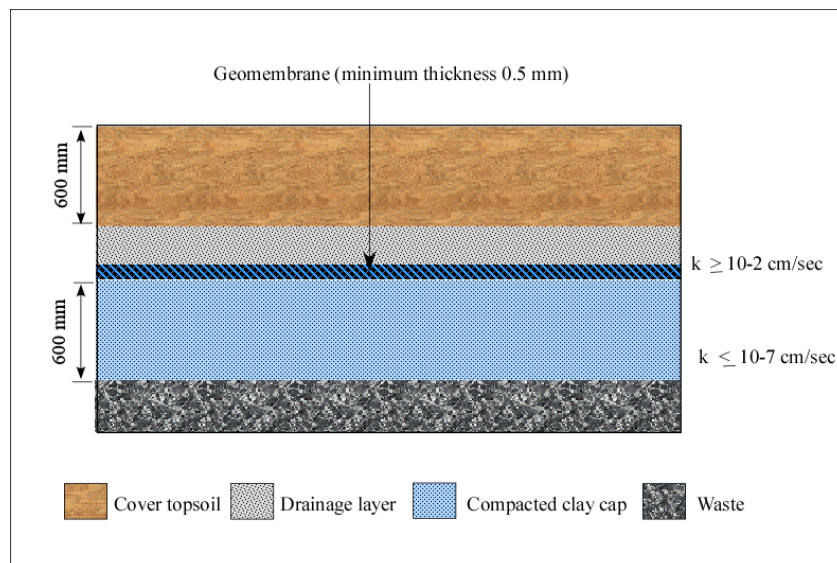 Geomembrane (minimum thickness 0.5 mm)
600 mm
k ≥ 10-2 cm/sec
600 mm
k ≤ 10-7 cm/sec
Cover topsoil
Drainage layer
Compacted clay cap
Waste